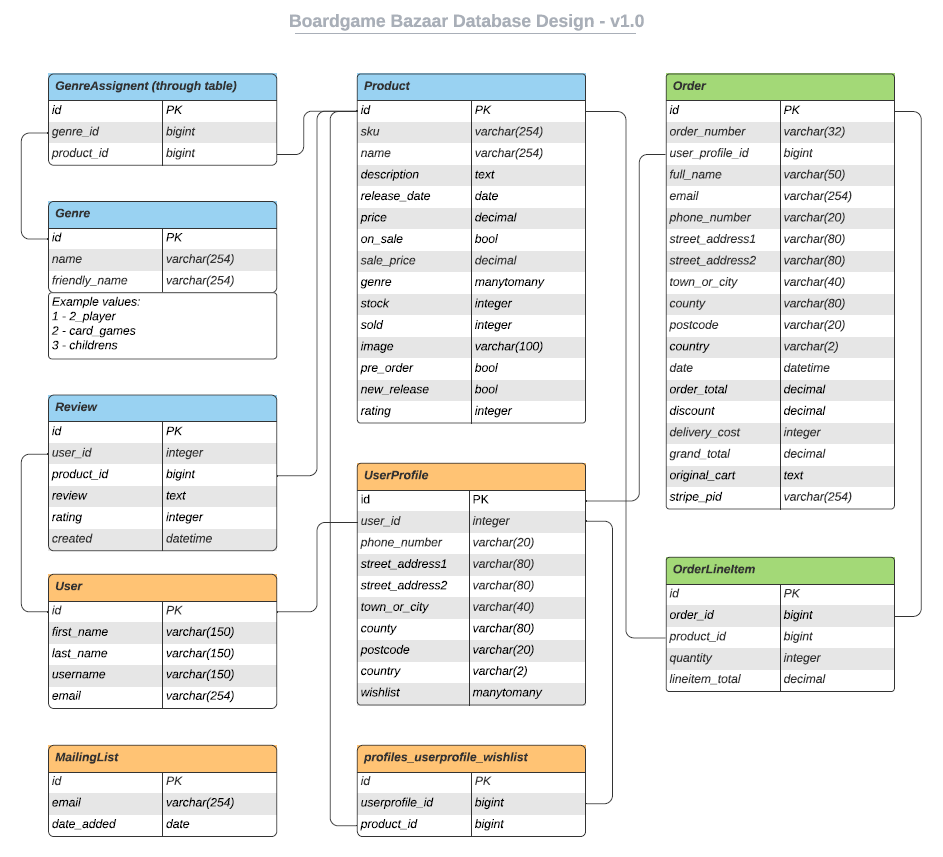 Boardgame Bazaar Database Design - v1.0
GenreAssignent (through table)
id PK
genre_id bigint
product_id bigint
Genre
id PK
name varchar(254)
friendly_name varchar(254)
Example values:
1 - 2_player
2 - card_games
3 - childrens
Review
id PK
user_id integer
product_id bigint
review text
rating integer
created datetime
User
id PK
first_name varchar(150)
last_name varchar(150)
username varchar(150)
email varchar(254)
MailingList
id PK
email varchar(254)
date_added date
Product
id PK
sku varchar(254)
name varchar(254)
description text
release_date date
price decimal
on_sale bool
sale_price decimal
genre manytomany
stock integer
sold integer
image varchar(100)
pre_order bool
new_release bool
rating integer
UserProfile
id PK
user_id integer
phone_number varchar(20)
street_address1 varchar(80)
street_address2 varchar(80)
town_or_city varchar(40)
county varchar(80)
postcode varchar(20)
country varchar(2)
wishlist manytomany
profiles_userprofile_wishlist
id PK
userprofile_id bigint
product_id bigint
Order
id PK
order_number varchar(32)
user_profile_id bigint
full_name varchar(50)
email varchar(254)
phone_number varchar(20)
street_address1 varchar(80)
street_address2 varchar(80)
town_or_city varchar(40)
county varchar(80)
postcode varchar(20)
country varchar(2)
date datetime
order_total decimal
discount decimal
delivery_cost integer
grand_total decimal
original_cart text
stripe_pid varchar(254)
OrderLineItem
id PK
order_id bigint
product_id bigint
quantity integer
lineitem_total decimal